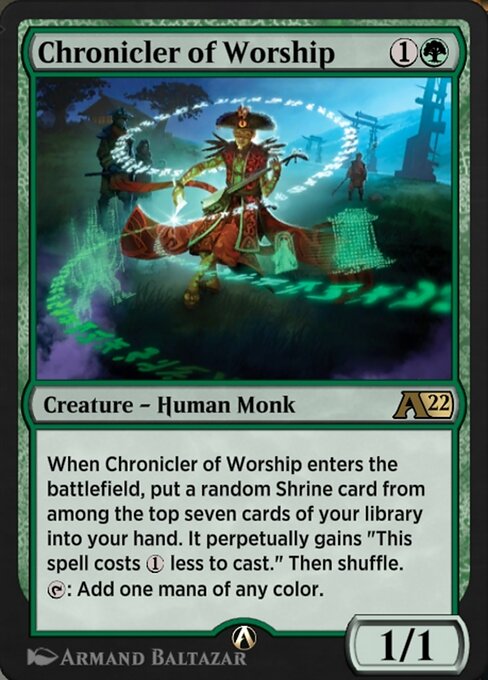 Chronicler of Worship 1
Creature – Human Monk
A22
When Chronicler of Worship enters the
battlefield, put a random Shrine card from
among the top seven cards of your library
into your hand. It perpetually gains "This
spell costs 1 less to cast." Then shuffle.
: Add one mana of any color.
1/1
Armand Baltazar